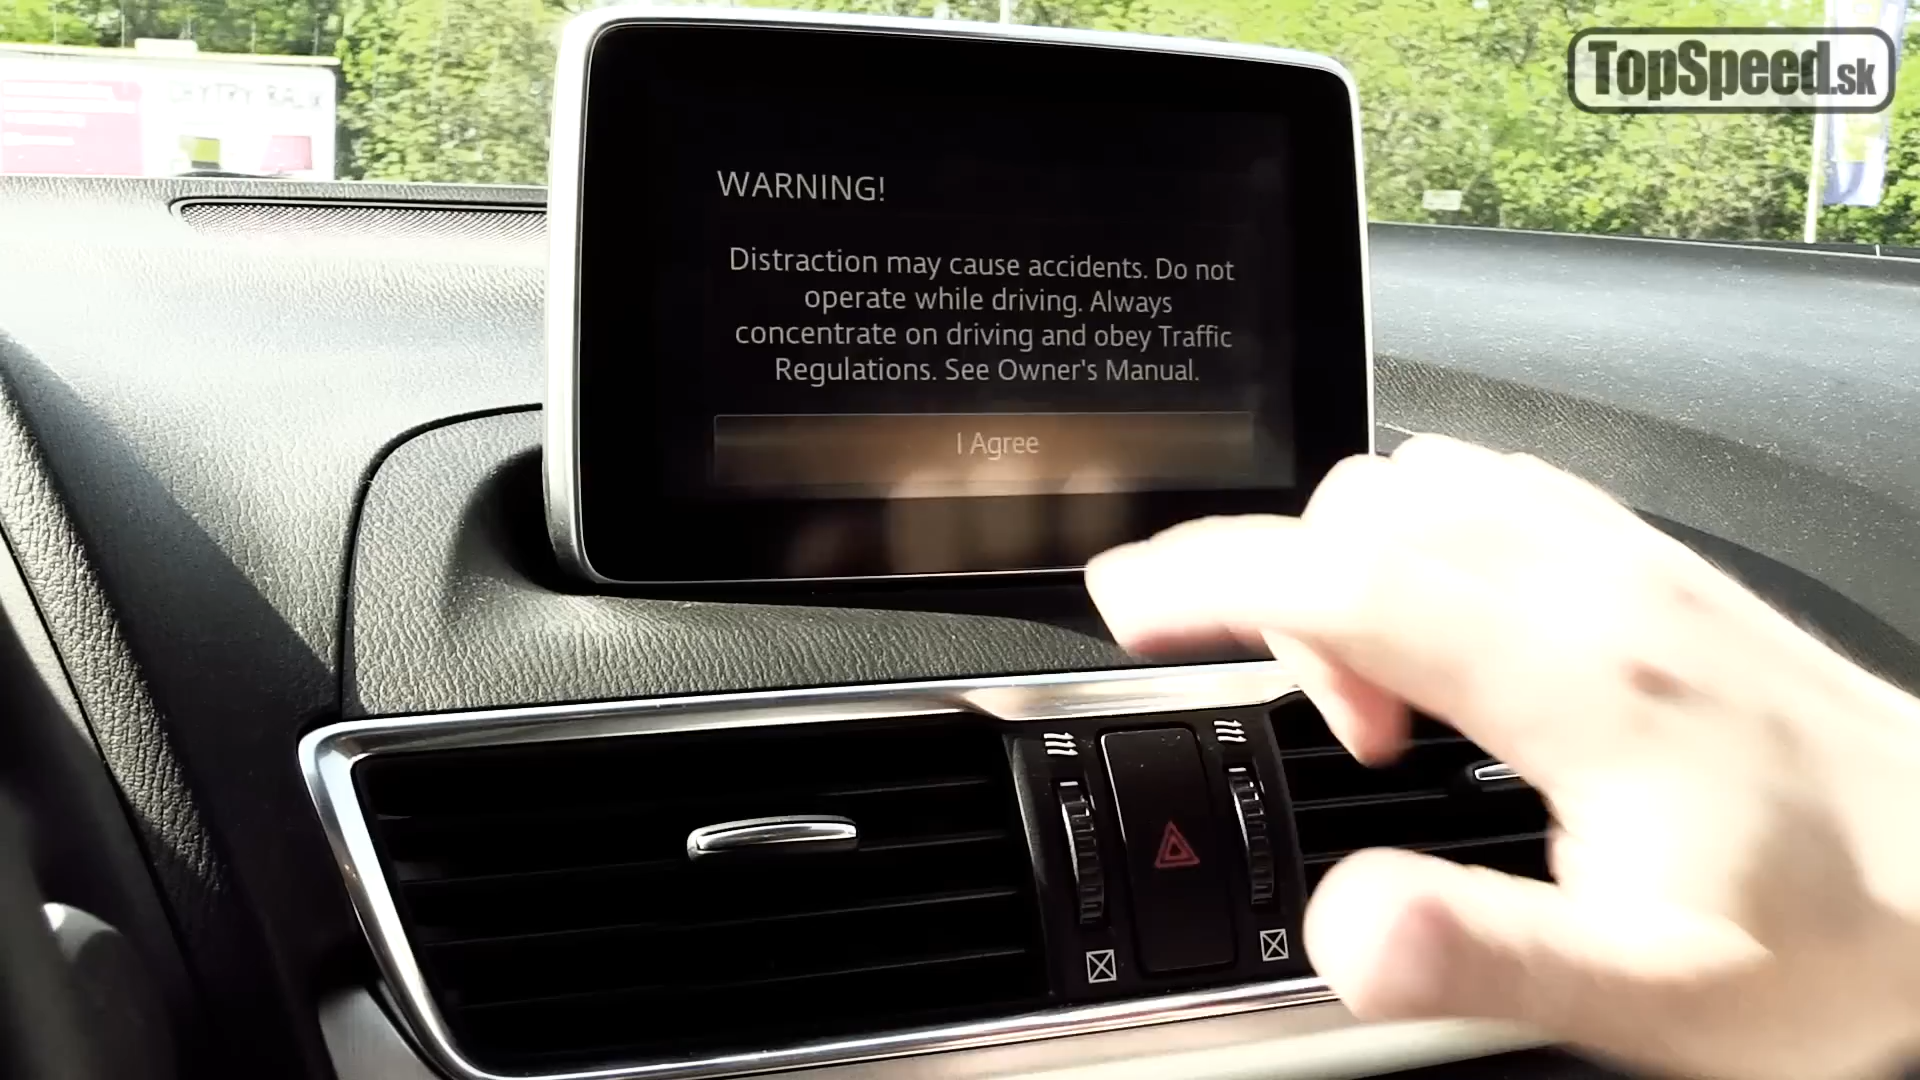 TopSpeed.sk
WARNING!
Distraction may cause accidents. Do not
operate while driving. Always
concentrate on driving and obey Traffic
Regulations. See Owner's Manual.
I Agree